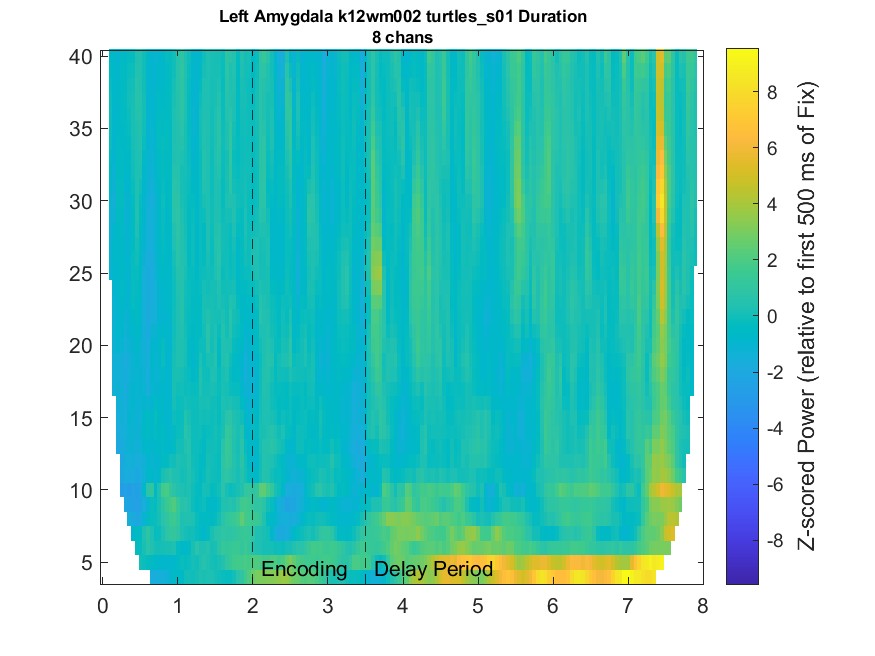 Left Amygdala k12wm002 turtles_s01 Duration
8 chans
40
35
30
25
20
15
10
5
Encoding
Delay Period
0 1 2 3 4 5 6 7 8
8
6
4
2
0
-2
-4
-6
-8
Z-scored Power (relative to first 500 ms of Fix)